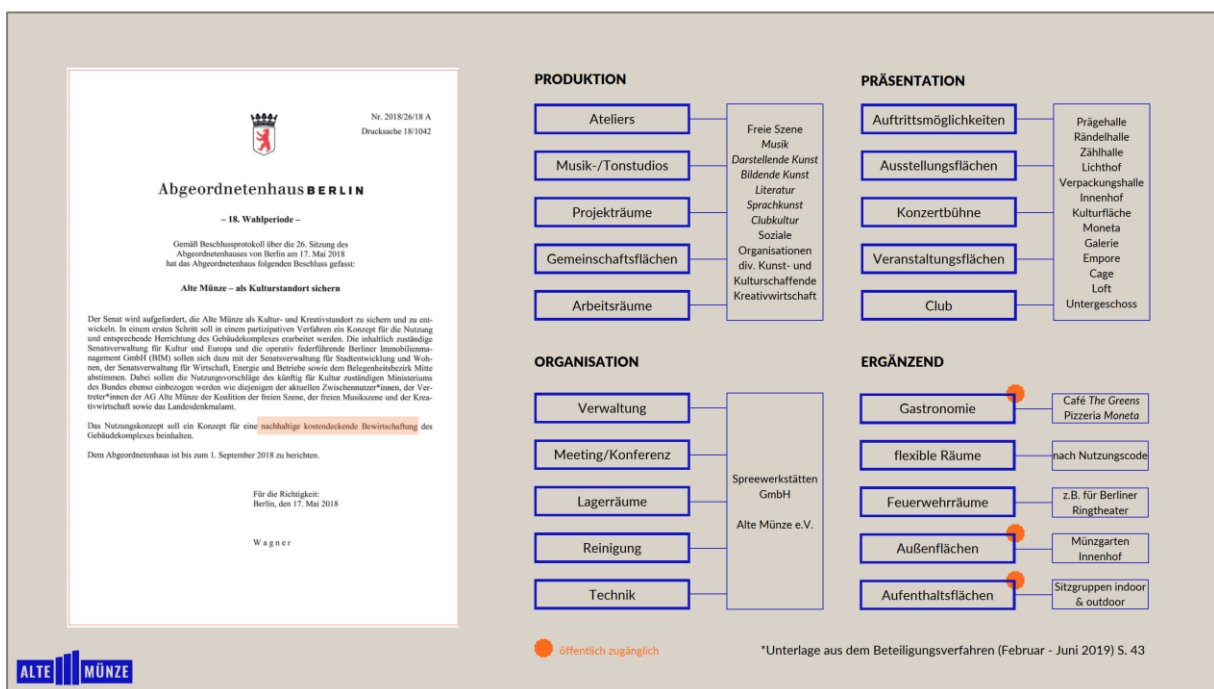 Nr. 2018/26/18 A
Drucksache 18/1042
Abgeordnetenhaus BERLIN
– 18. Wahlperiode –
Gemäß Beschlussprotokoll über die 26. Sitzung des
Abgeordnetenhauses von Berlin am 17. Mai 2018
hat das Abgeordnetenhaus folgenden Beschluss gefasst:
Alte Münze – als Kulturstandort sichern
Der Senat wird aufgefordert, die Alte Münze als Kultur- und Kreativstandort zu sichern und zu ent-
wickeln. In einem ersten Schritt soll in einem partizipativen Verfahren ein Konzept für die Nutzung
und entsprechende Herrichtung des Gebäudekomplexes erarbeitet werden. Die inhaltlich zuständige
Senatsverwaltung für Kultur und Europa und die operativ federführende Berliner Immobilienma-
nagement GmbH (BIM) sollen sich dazu mit der Senatsverwaltung für Stadtentwicklung und Woh-
nen, der Senatsverwaltung für Wirtschaft, Energie und Betriebe sowie dem Belegenheitsbezirk Mitte
abstimmen. Dabei sollen die Nutzungsvorschläge des künftig für Kultur zuständigen Ministeriums
des Bundes ebenso einbezogen werden wie diejenigen der aktuellen Zwischennutzer*innen, der Ver-
treter*innen der AG Alte Münze der Koalition der freien Szene, der freien Musikszene und der Krea-
tivwirtschaft sowie das Landesdenkmalamt.
Das Nutzungskonzept soll ein Konzept für eine nachhaltige kostendeckende Bewirtschaftung des
Gebäudekomplexes beinhalten.
Dem Abgeordnetenhaus ist bis zum 1. September 2018 zu berichten.
Für die Richtigkeit:
Berlin, den 17. Mai 2018
Wagner
PRODUKTION
Ateliers
Musik-/Tonstudios
Projekträume
Gemeinschaftsflächen
Arbeitsräume
Freie Szene
Musik
Darstellende Kunst
Bildende Kunst
Literatur
Sprachkunst
Clubkultur
Soziale
Organisationen
div. Kunst- und
Kulturschaffende
Kreativwirtschaft
PRÄSENTATION
Auftrittsmöglichkeiten
Ausstellungsflächen
Konzertbühne
Veranstaltungsflächen
Club
Prägehalle
Rändelhalle
Zählhalle
Lichthof
Verpackungshalle
Innenhof
Kulturfläche
Moneta
Galerie
Empore
Cage
Loft
Untergeschoss
ORGANISATION
Verwaltung
Meeting/Konferenz
Lagerräume
Reinigung
Technik
Spreewerkstätten
GmbH
Alte Münze e.V.
ERGÄNZEND
Gastronomie
Café The Greens
Pizzeria Moneta
flexible Räume
nach Nutzungscode
Feuerwehrräume
z.B. für Berliner
Ringtheater
Außenflächen
Münzgarten
Innenhof
Aufenthaltsflächen
Sitzgruppen indoor
& outdoor
öffentlich zugänglich
*Unterlage aus dem Beteiligungsverfahren (Februar - Juni 2019) S. 43
ALTE MÜNZE